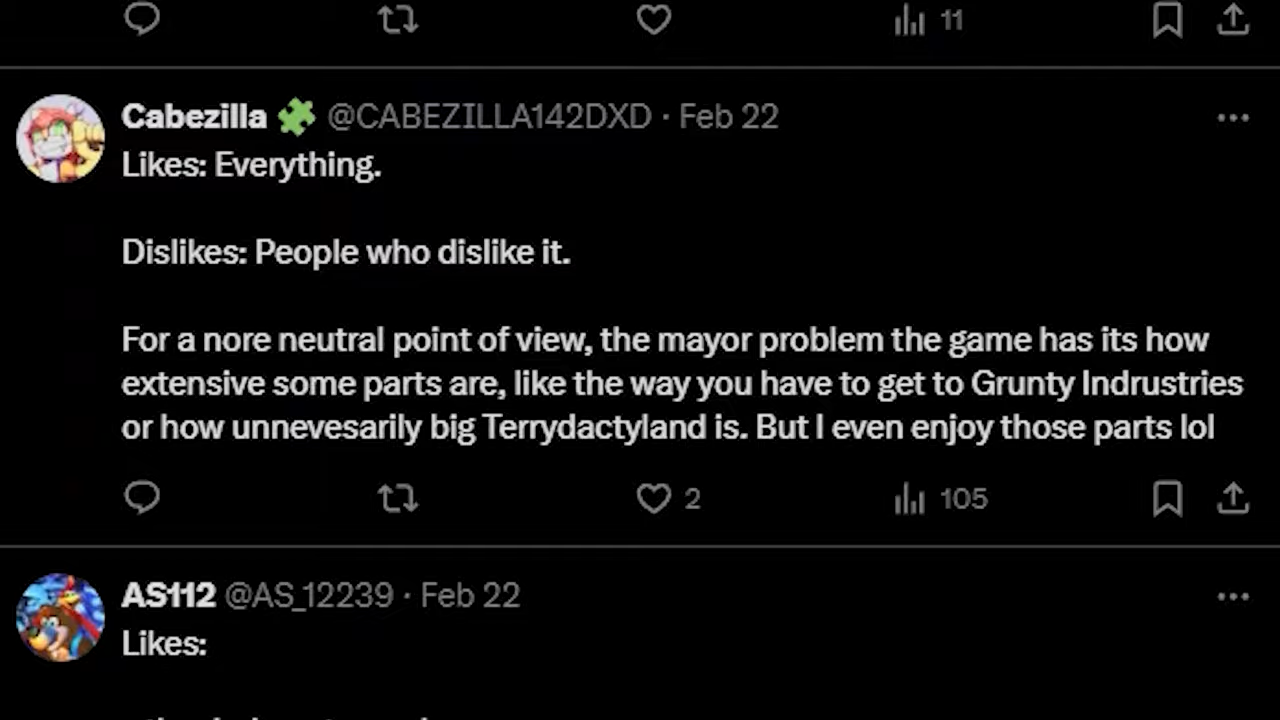 11
Cabezilla @CABEZILLA142DXD · Feb 22
Likes: Everything.
Dislikes: People who dislike it.
For a nore neutral point of view, the mayor problem the game has its how
extensive some parts are, like the way you have to get to Grunty Indrustries
or how unnevesarily big Terrydactyland is. But I even enjoy those parts lol
2 105
AS112 @AS_12239 · Feb 22
Likes: